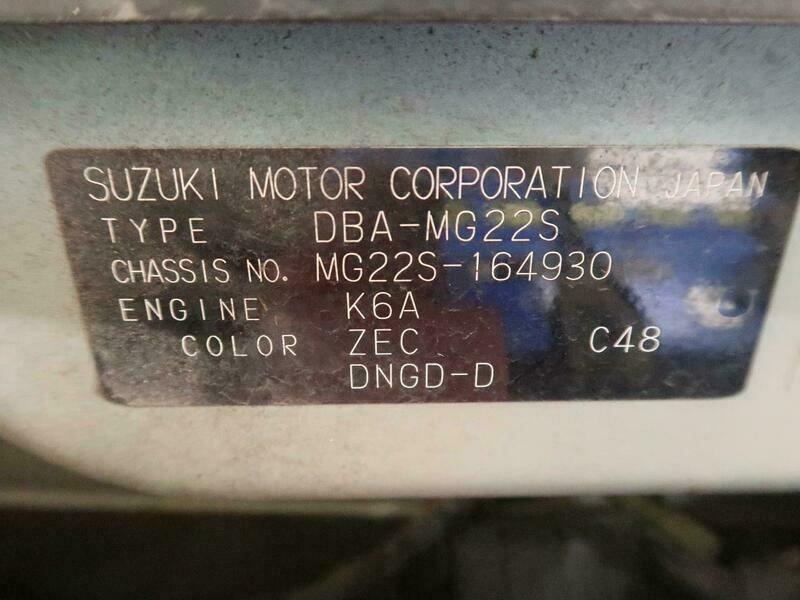 SUZUKI MOTOR CORPORATION JAPAN
TYPE DBA-MG22S
CHASSIS NO. MG22S-164930
ENGINE K6A
COLOR ZEC C48
DNGD-D